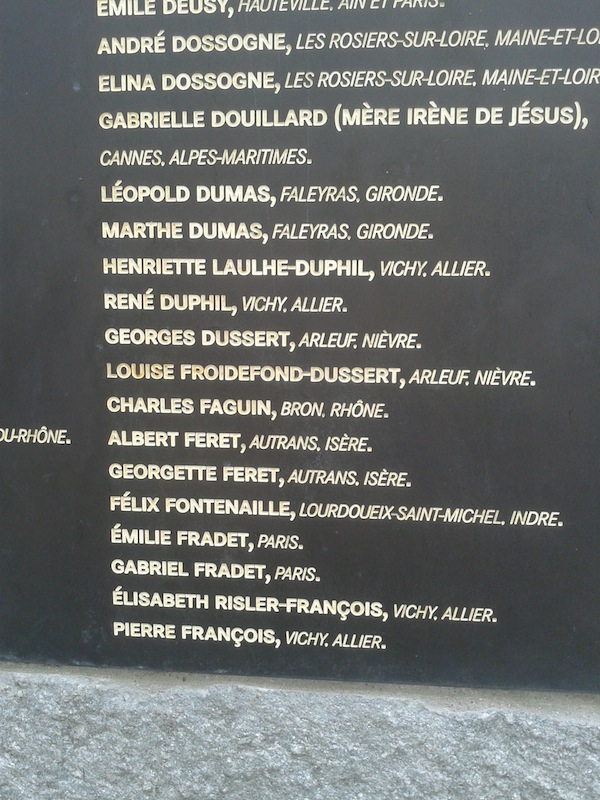 ÉMILE DEUSY, HAUTEVILLE, AIN ET PARIS.
ANDRÉ DOSSOGNE, LES ROSIERS-SUR-LOIRE, MAINE-ET-LOI
ELINA DOSSOGNE, LES ROSIERS-SUR-LOIRE, MAINE-ET-LOIR
GABRIELLE DOUILLARD (MÈRE IRÈNE DE JÉSUS),
CANNES, ALPES-MARITIMES.
LÉOPOLD DUMAS, FALEYRAS, GIRONDE.
MARTHE DUMAS, FALEYRAS, GIRONDE.
HENRIETTE LAULHE-DUPHIL, VICHY, ALLIER.
RENÉ DUPHIL, VICHY, ALLIER.
GEORGES DUSSERT, ARLEUF, NIÈVRE.
LOUISE FROIDEFOND-DUSSERT, ARLEUF, NIÈVRE.
CHARLES FAGUIN, BRON, RHÔNE.
DU-RHÔNE.
ALBERT FERET, AUTRANS, ISÈRE.
GEORGETTE FERET, AUTRANS, ISÈRE.
FÉLIX FONTENAILLE, LOURDOUEIX-SAINT-MICHEL, INDRE.
ÉMILIE FRADET, PARIS.
GABRIEL FRADET, PARIS.
ÉLISABETH RISLER-FRANÇOIS, VICHY, ALLIER.
PIERRE FRANÇOIS, VICHY, ALLIER.